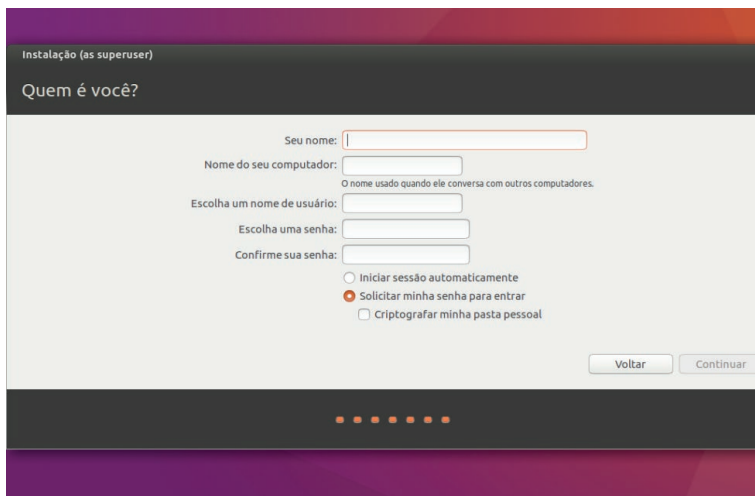 Instalação (as superuser)
Quem é você?
Seu nome:
Nome do seu computador:
O nome usado quando ele conversa com outros computadores.
Escolha um nome de usuário:
Escolha uma senha:
Confirme sua senha:
Iniciar sessão automaticamente
Solicitar minha senha para entrar
Criptografar minha pasta pessoal
Voltar Continuar